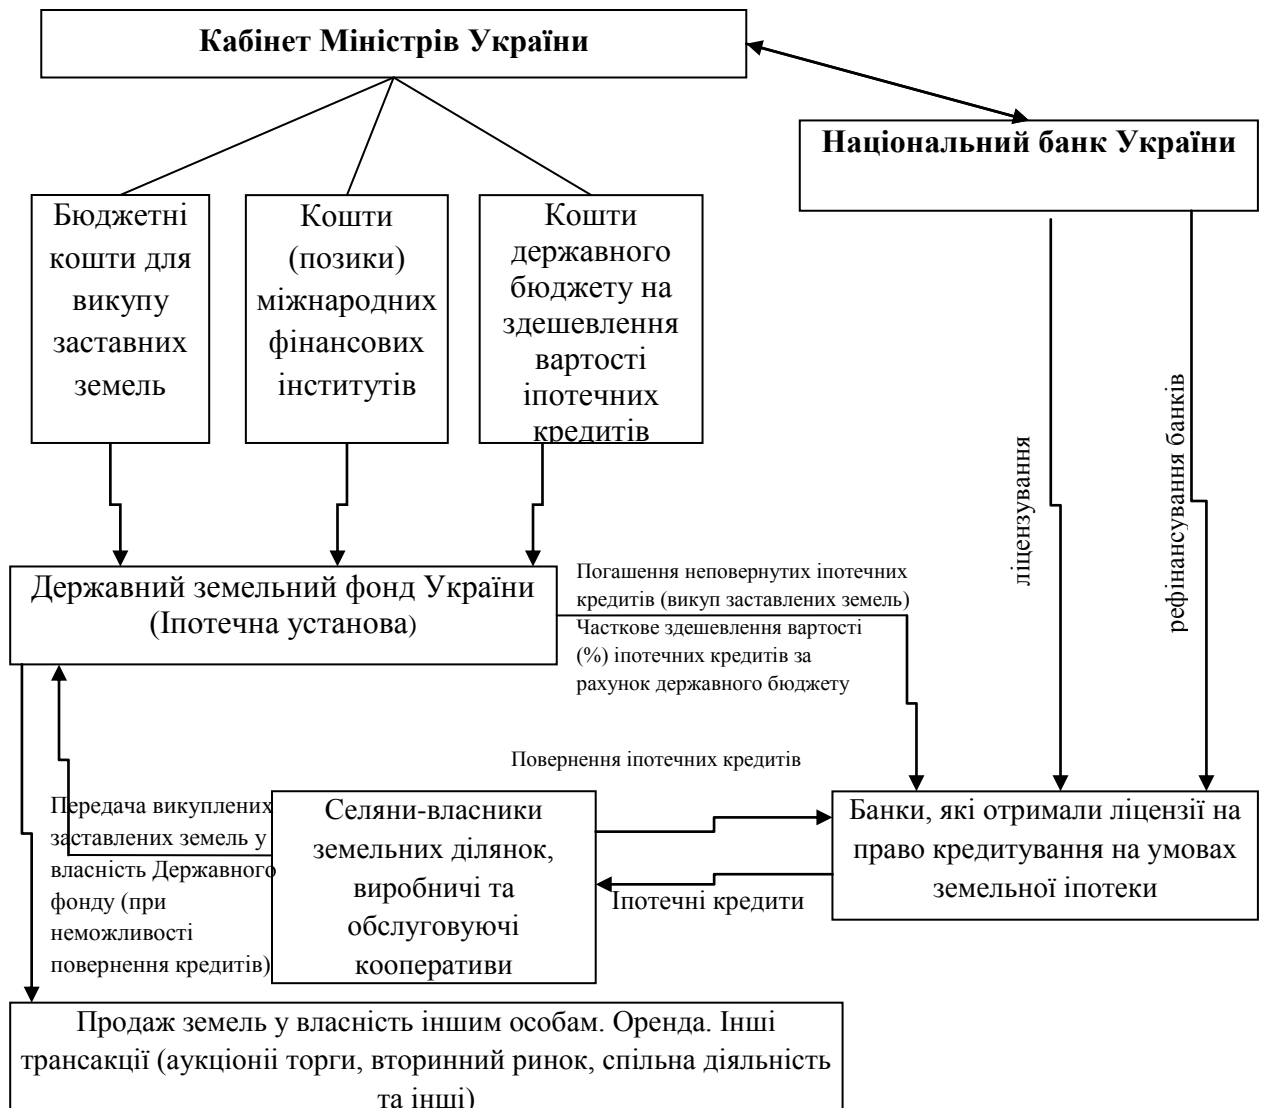 Кабінет Міністрів України
Національний банк України
Бюджетні
кошти для
викупу
заставних
земель
Кошти
(позики)
міжнародних
фінансових
інститутів
Кошти
державного
бюджету на
здешевлення
вартості
іпотечних
кредитів
ліцензування
рефінансування банків
Державний земельний фонд України
(Іпотечна установа)
Погашення неповернутих іпотечних
кредитів (викуп заставлених земель)
Часткове здешевлення вартості
(%) іпотечних кредитів за
рахунок державного бюджету
Повернення іпотечних кредитів
Передача викуплених
заставлених земель у
власність Державного
фонду (при
неможливості
повернення кредитів)
Селяни-власники
земельних ділянок,
виробничі та
обслуговуючі
кооперативи
Іпотечні кредити
Банки, які отримали ліцензії на
право кредитування на умовах
земельної іпотеки
Продаж земель у власність іншим особам. Оренда. Інші
трансакції (аукціоніі торги, вторинний ринок, спільна діяльність
та інші)